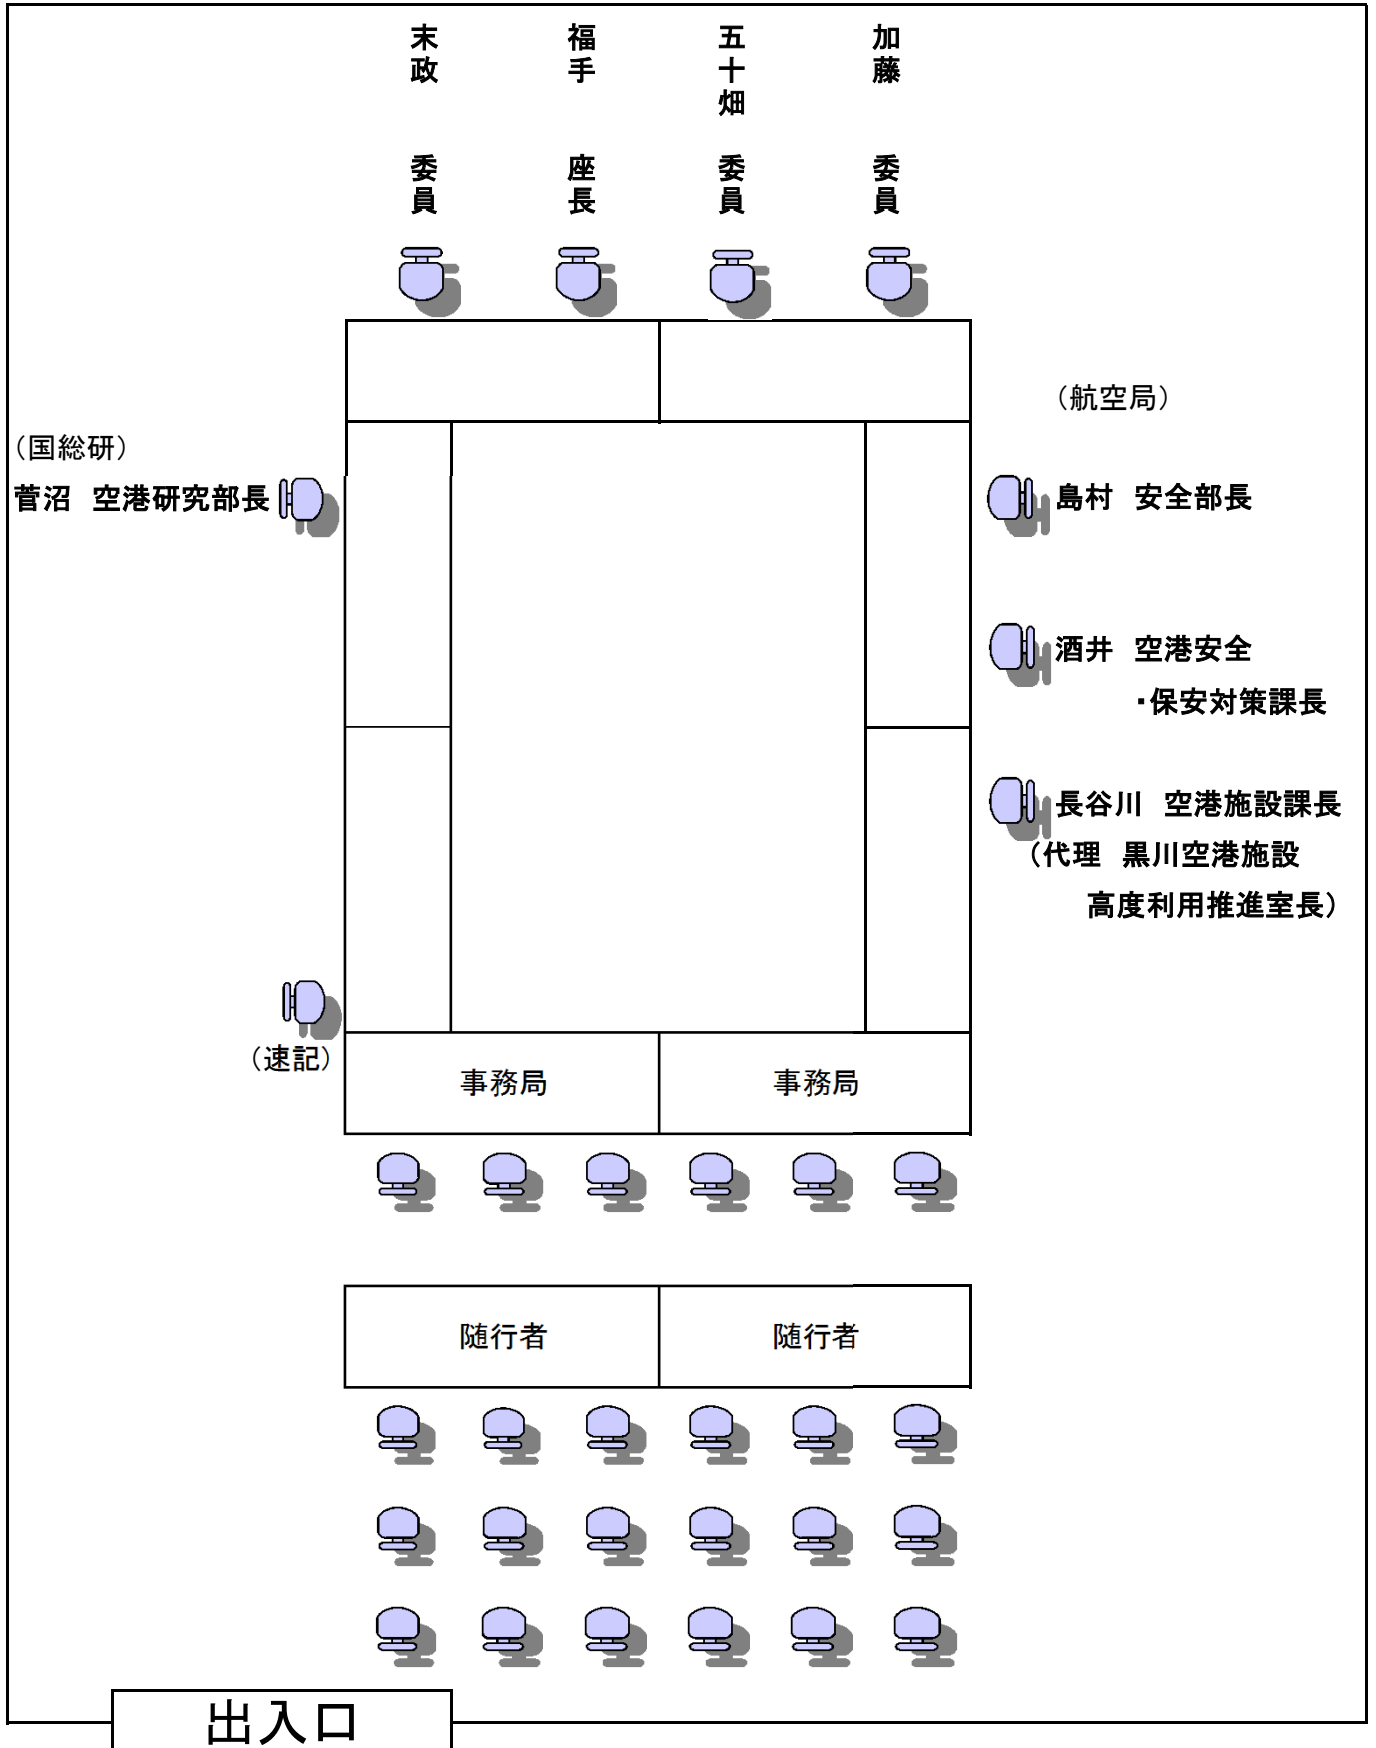 末政 委員
福手 座長
五十畑 委員
加藤 委員
（航空局）
（国総研）
菅沼　空港研究部長
島村　安全部長
酒井　空港安全
・保安対策課長
長谷川　空港施設課長
（代理　黒川空港施設
高度利用推進室長）
（速記）
事務局
事務局
随行者
随行者
出入口